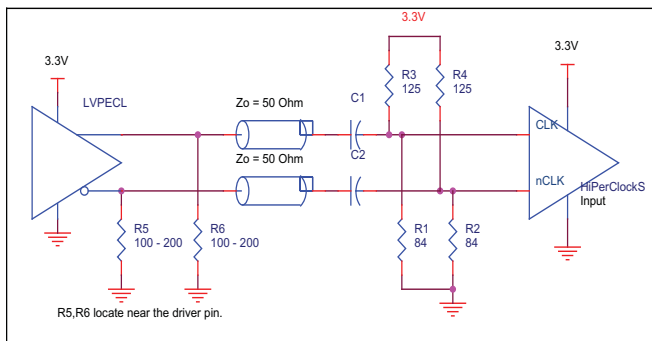 3.3V
3.3V
3.3V
LVPECL
R3
125
R4
125
Zo = 50 Ohm
C1
CLK
Zo = 50 Ohm
C2
nCLK
HiPerClockS
Input
R5
100 - 200
R6
100 - 200
R1
84
R2
84
R5,R6 locate near the driver pin.